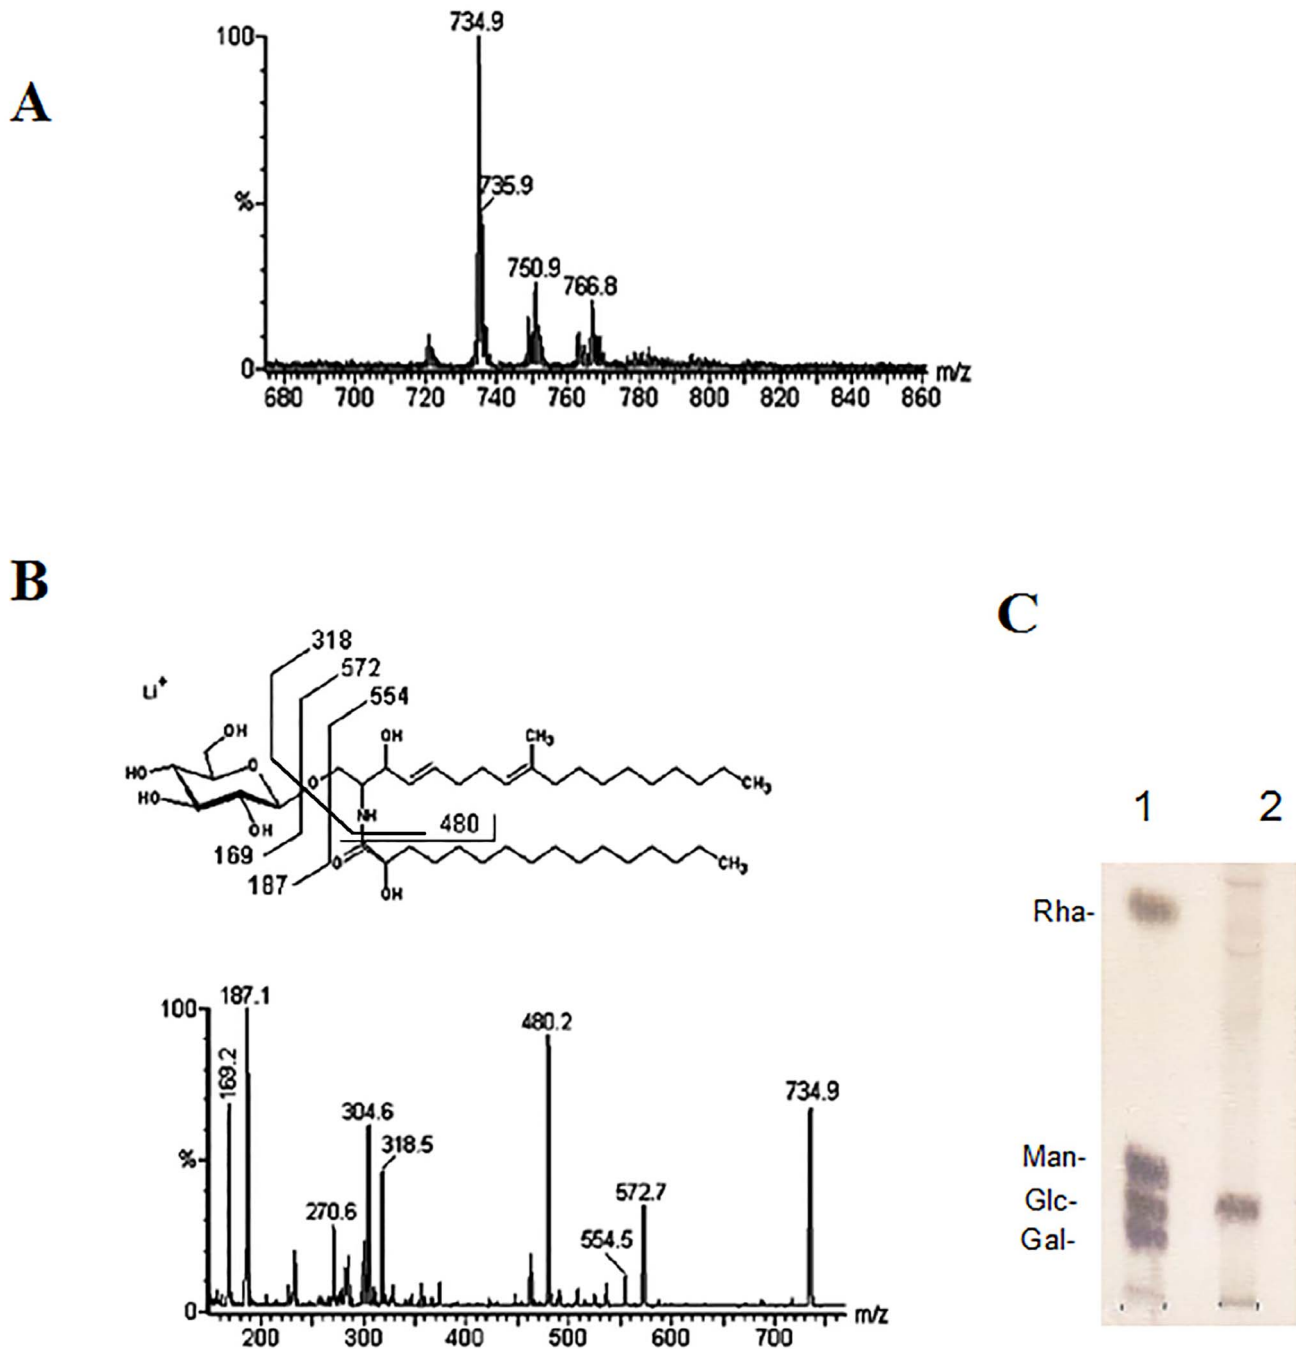 A
734.9
100
735.9
%
750.9
766.8
0
m/z
680 700 720 740 760 780 800 820 840 860
B
C
318
572
554
Li+
OH
OH
CH3
O
HO
O
CH3
HO
NH
OH
480
169
O
CH3
187
OH
1 2
Rha-
Man-
Glc-
Gal-
187.1
100
480.2
169.2
734.9
304.6
318.5
%
572.7
270.6
554.5
0
m/z
200 300 400 500 600 700